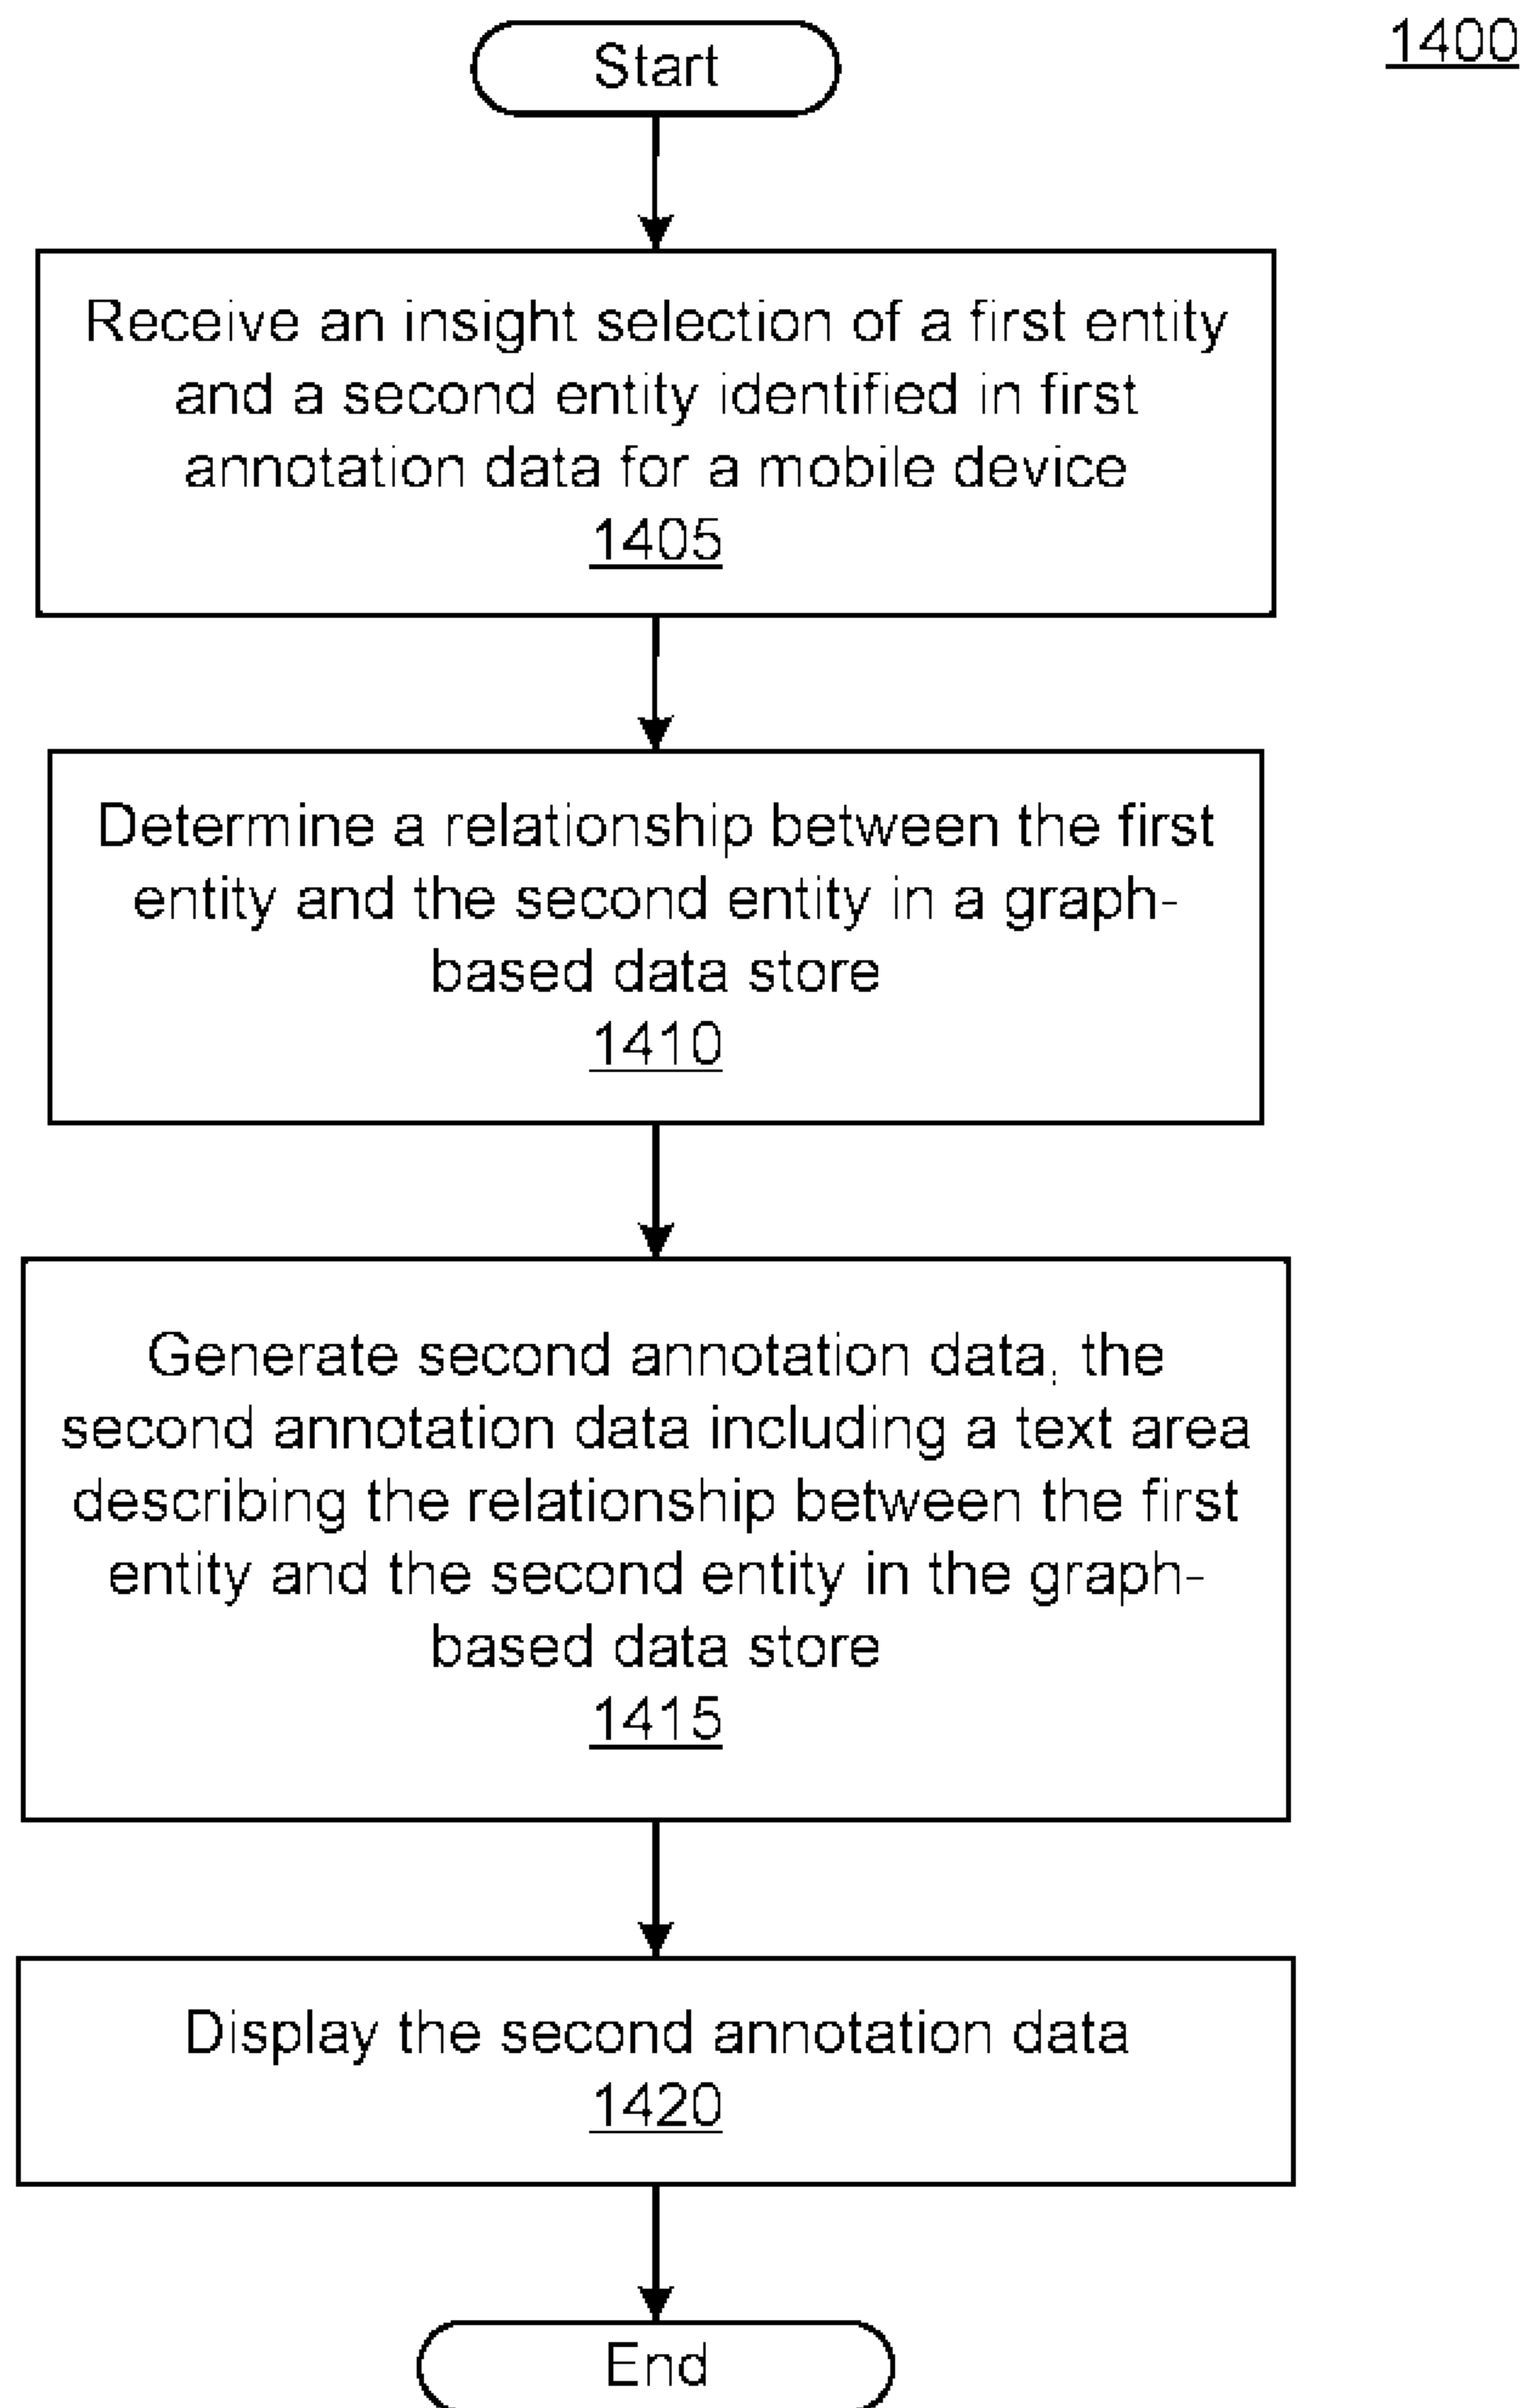 1400
Start
Receive an insight selection of a first entity
and a second entity identified in first
annotation data for a mobile device
1405
Determine a relationship between the first
entity and the second entity in a graph-
based data store
1410
Generate second annotation data, the
second annotation data including a text area
describing the relationship between the first
entity and the second entity in the graph-
based data store
1415
Display the second annotation data
1420
End